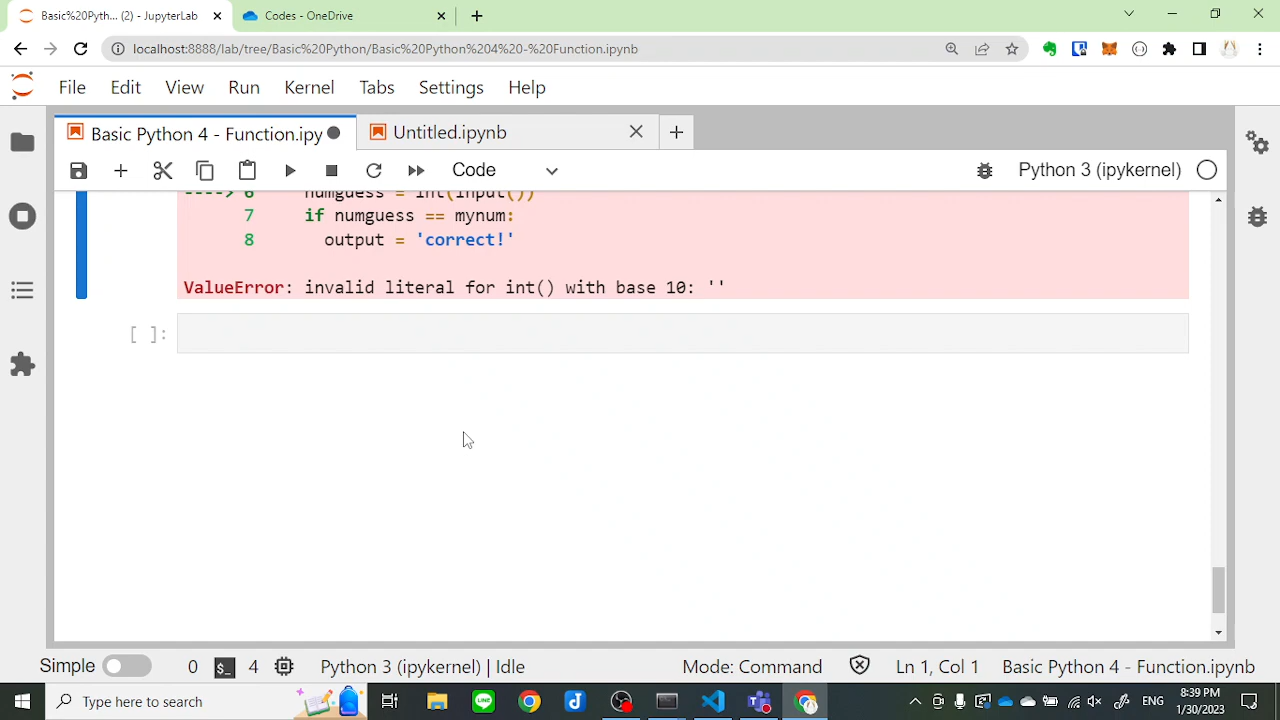 Basic%20Pyth... (2) - JupyterLab
Codes - OneDrive
localhost:8888/lab/tree/Basic%20Python/Basic%20Python%204%20-%20Function.ipynb
File Edit View Run Kernel Tabs Settings Help
Basic Python 4 - Function.ipy
Untitled.ipynb
Code
Python 3 (ipykernel)
----> 6 numguess = int(input())
7 if numguess == mynum:
8 output = 'correct!'
ValueError: invalid literal for int() with base 10: ''
[ ]:
Simple 0 $_ 4 Python 3 (ipykernel) | Idle Mode: Command Ln 1, Col 1 Basic Python 4 - Function.ipynb
Type here to search
ENG
8:39 PM
1/30/2023